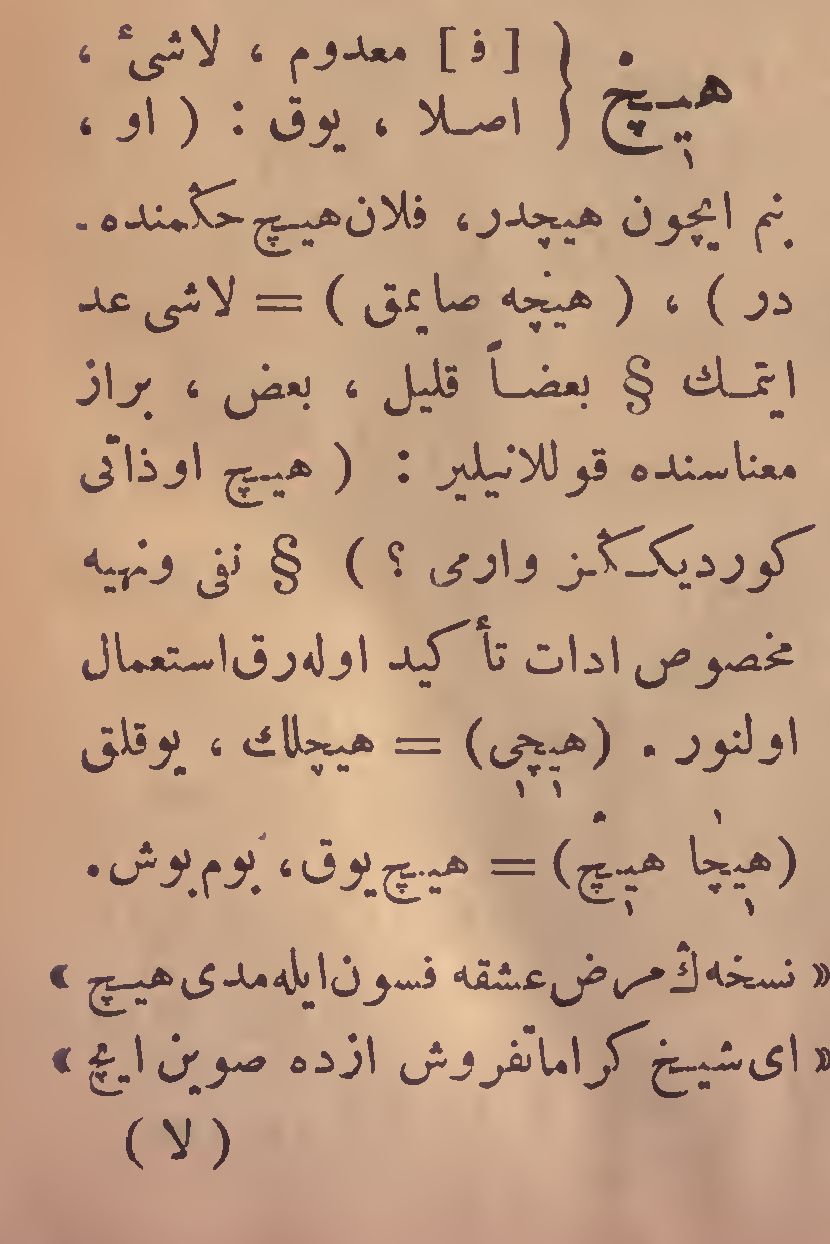 هیچ } [ ف ] معدوم ، لاشیٔ ،
اصلا ، یوق : ( او ،
بنم ایچون هیچدر، فلان هیچ حکمنده-
در ) ، ( هیچه صایمق ) = لاشی عد
ایتمك § بعضاً قلیل ، بعض ، براز
معناسنده قوللانیلیر : ( هیچ اوذاتی
کوردیکڭز وارمی ؟ ) § نفی ونهیه
مخصوص ادات تأکید اوله‌رق استعمال
اولنور . (هیچی) = هیچلك ، یوقلق
(هیچا هیچ) = هیچ یوق، بوم بوش.
« نسخه‌ڭ مرض عشقه فسون ایله‌مدی هیچ »
« ای شیخ کراماتفروش ازده صوین ایچ »
( لا )